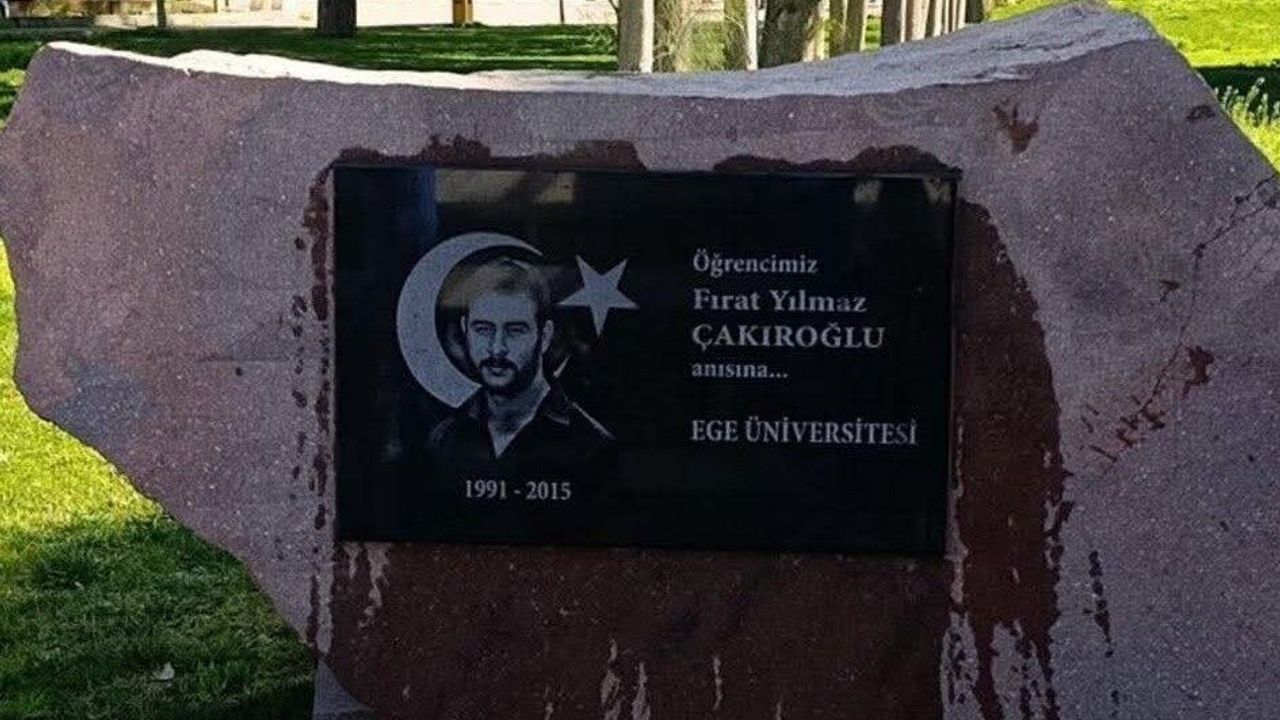 Öğrencimiz
Fırat Yılmaz
ÇAKIROĞLU
anısına...
EGE ÜNİVERSİTESİ
1991 - 2015